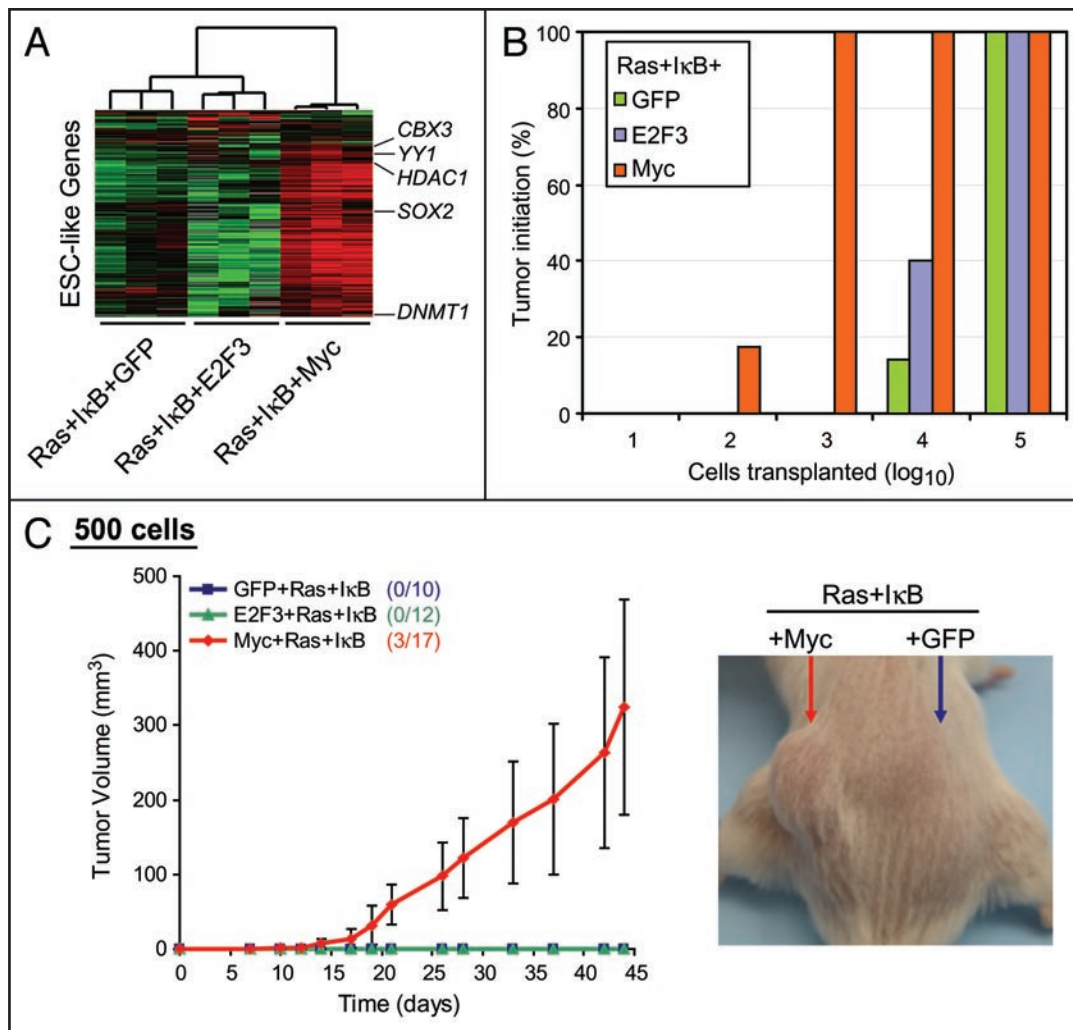 A
ESC-like Genes
CBX3
YY1
HDAC1
SOX2
DNMT1
Ras+IκB+GFP
Ras+IκB+E2F3
Ras+IκB+Myc
B
Tumor initiation (%)
100
80
60
40
20
0
Ras+IκB+
GFP
E2F3
Myc
1 2 3 4 5
Cells transplanted (log10)
C 500 cells
Tumor Volume (mm3)
500
400
300
200
100
0
GFP+Ras+IκB (0/10)
E2F3+Ras+IκB (0/12)
Myc+Ras+IκB (3/17)
0 5 10 15 20 25 30 35 40 45
Time (days)
Ras+IκB
+Myc +GFP